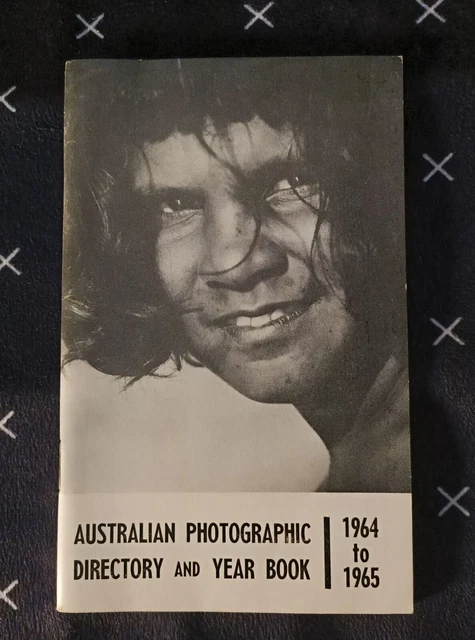 AUSTRALIAN PHOTOGRAPHIC
DIRECTORY AND YEAR BOOK
1964
to
1965